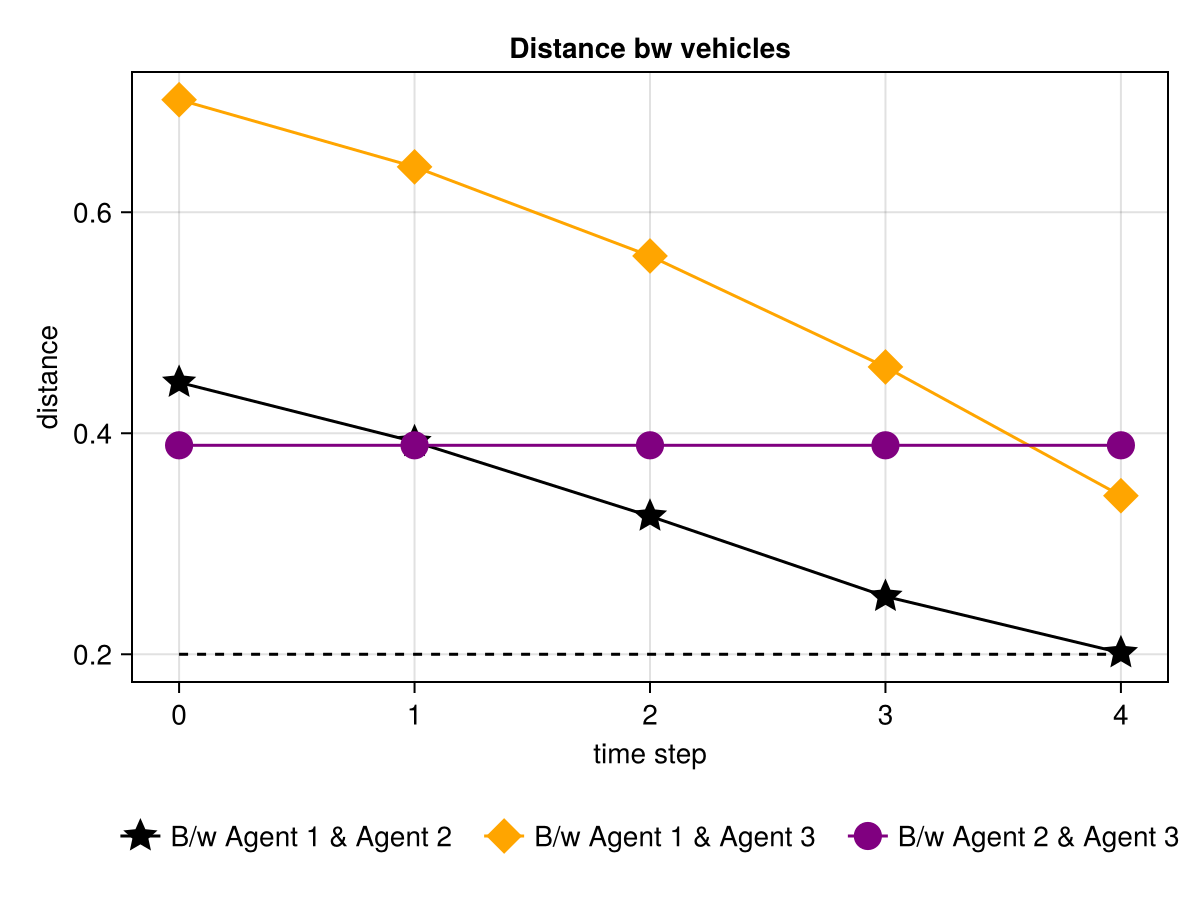 Distance bw vehicles
distance
0.6
0.4
0.2
0 1 2 3 4
time step
B/w Agent 1 & Agent 2 B/w Agent 1 & Agent 3 B/w Agent 2 & Agent 3